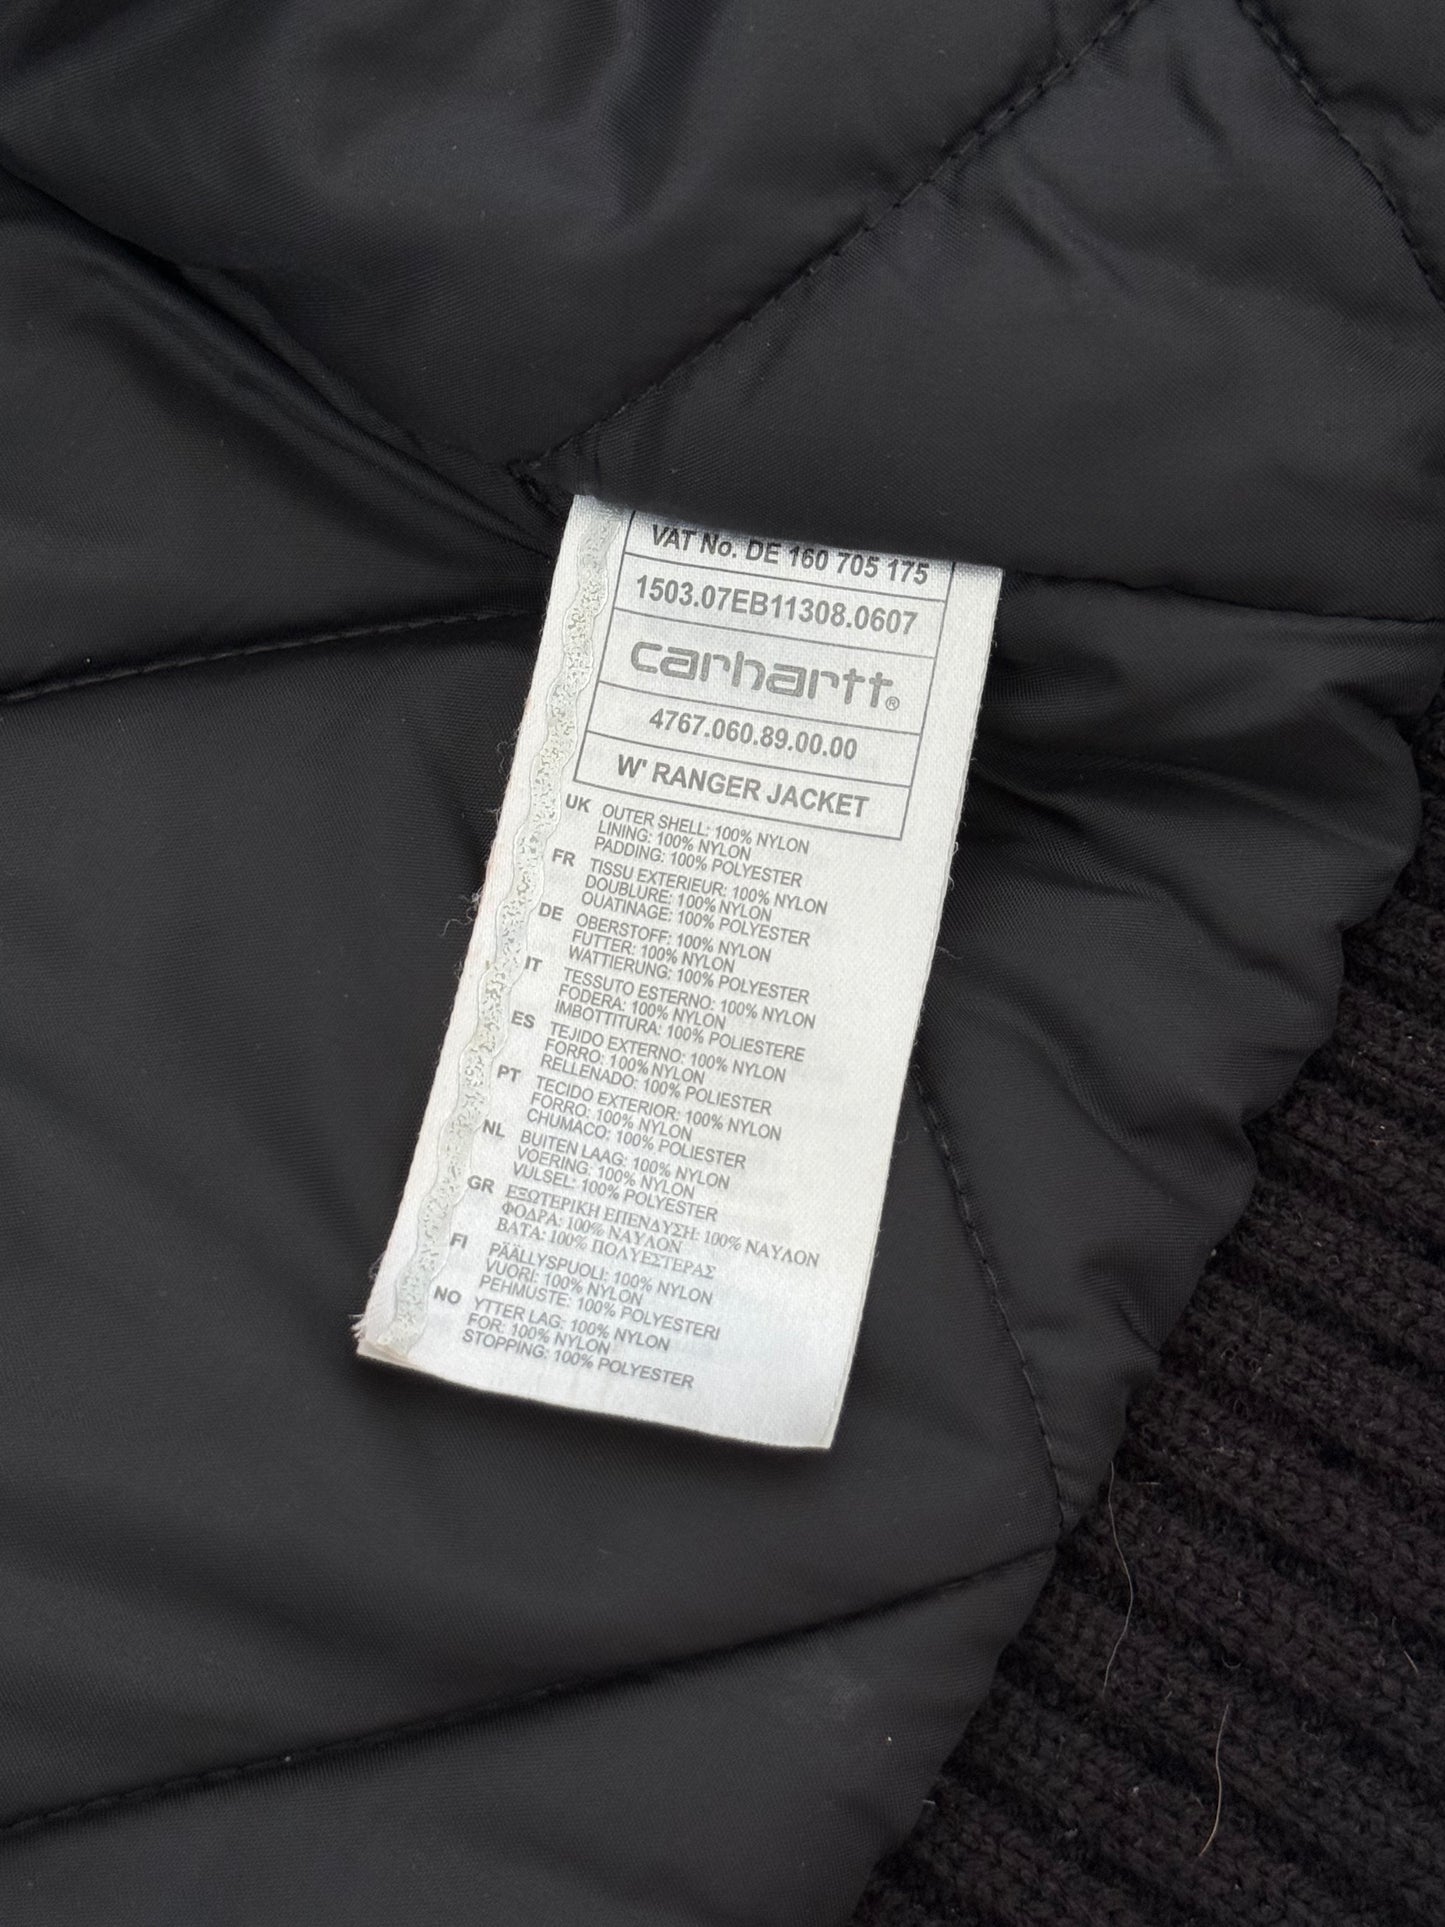 VAT No. DE 160 705 175
1503.07EB11308.0607
carhartt®
4767.060.89.00.00
W' RANGER JACKET
UK OUTER SHELL: 100% NYLON
LINING: 100% NYLON
PADDING: 100% POLYESTER
FR TISSU EXTERIEUR: 100% NYLON
DOUBLURE: 100% NYLON
OUATINAGE: 100% POLYESTER
DE OBERSTOFF: 100% NYLON
FUTTER: 100% NYLON
WATTIERUNG: 100% POLYESTER
IT TESSUTO ESTERNO: 100% NYLON
FODERA: 100% NYLON
IMBOTTITURA: 100% POLIESTERE
ES TEJIDO EXTERNO: 100% NYLON
FORRO: 100% NYLON
RELLENADO: 100% POLIESTER
PT TECIDO EXTERIOR: 100% NYLON
FORRO: 100% NYLON
CHUMACO: 100% POLYESTER
NL BUITEN LAAG: 100% NYLON
VOERING: 100% NYLON
VULSEL: 100% POLYESTER
GR ΕΞΩΤΕΡΙΚΗ ΕΠΕΝΔΥΣΗ: 100% ΝΑΥΛΟΝ
ΦΟΔΡΑ: 100% ΝΑΥΛΟΝ
ΒΑΤΑ: 100% ΠΟΛΥΕΣΤΕΡΑΣ
FI PÄÄLLYSPUOLI: 100% NYLON
VUORI: 100% NYLON
PEHMUSTE: 100% POLYESTERI
NO YTTER LAG: 100% NYLON
FOR: 100% NYLON
STOPPING: 100% POLYESTER